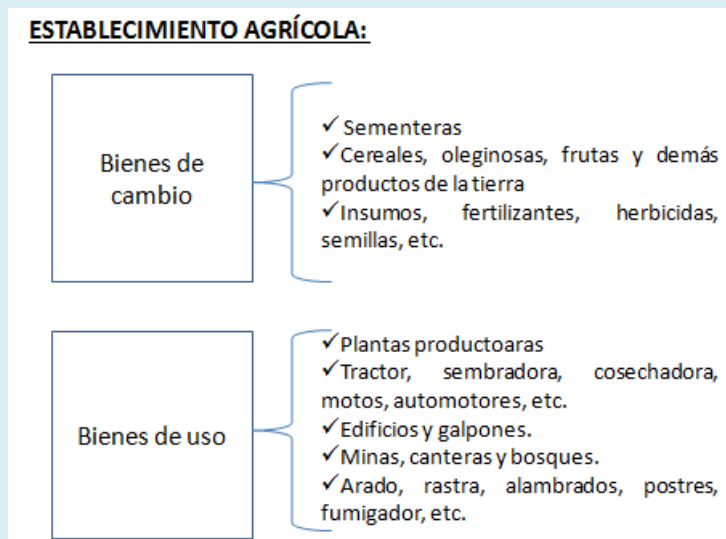 ESTABLECIMIENTO AGRÍCOLA:
Bienes de
cambio
✓ Sementeras
✓Cereales, oleginosas, frutas y demás
productos de la tierra
✓Insumos, fertilizantes, herbicidas,
semillas, etc.
Bienes de uso
✓Plantas productoaras
✓Tractor, sembradora, cosechadora,
motos, automotores, etc.
✓Edificios y galpones.
✓Minas, canteras y bosques.
✓Arado, rastra, alambrados, postres,
fumigador, etc.